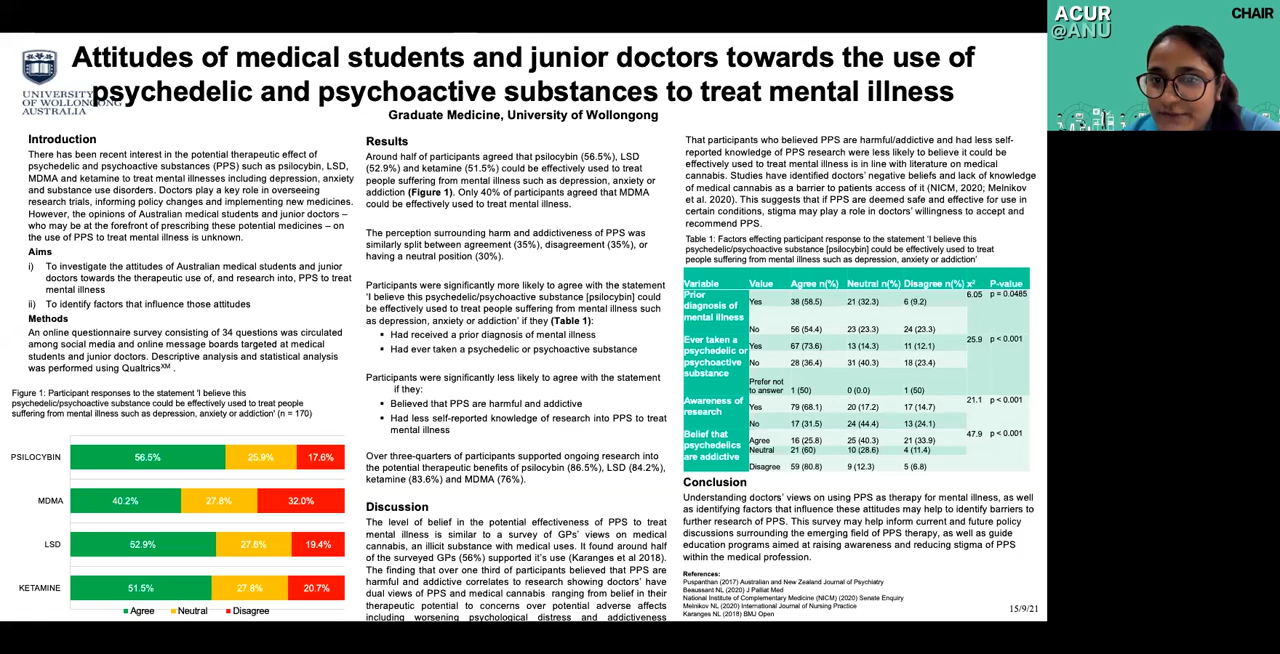 ACUR
@ANU
CHAIR
UNIVERSITY
OF WOLLONGONG
AUSTRALIA
Attitudes of medical students and junior doctors towards the use of
psychedelic and psychoactive substances to treat mental illness
Graduate Medicine, University of Wollongong
Introduction
There has been recent interest in the potential therapeutic effect of
psychedelic and psychoactive substances (PPS) such as psilocybin, LSD,
MDMA and ketamine to treat mental illnesses including depression, anxiety
and substance use disorders. Doctors play a key role in overseeing
research trials, informing policy changes and implementing new medicines.
However, the opinions of Australian medical students and junior doctors –
who may be at the forefront of prescribing these potential medicines – on
the use of PPS to treat mental illness is unknown.
Aims
i) To investigate the attitudes of Australian medical students and junior
doctors towards the therapeutic use of, and research into, PPS to treat
mental illness
ii) To identify factors that influence those attitudes
Methods
An online questionnaire survey consisting of 34 questions was circulated
among social media and online message boards targeted at medical
students and junior doctors. Descriptive analysis and statistical analysis
was performed using Qualtrics XM .
Figure 1: Participant responses to the statement 'I believe this
psychedelic/psychoactive substance could be effectively used to treat people
suffering from mental illness such as depression, anxiety or addiction' (n = 170)
PSILOCYBIN 56.5% 25.9% 17.6%
MDMA 40.2% 27.8% 32.0%
LSD 52.9% 27.6% 19.4%
KETAMINE 51.5% 27.8% 20.7%
Agree Neutral Disagree
Results
Around half of participants agreed that psilocybin (56.5%), LSD
(52.9%) and ketamine (51.5%) could be effectively used to treat
people suffering from mental illness such as depression, anxiety or
addiction (Figure 1). Only 40% of participants agreed that MDMA
could be effectively used to treat mental illness.
The perception surrounding harm and addictiveness of PPS was
similarly split between agreement (35%), disagreement (35%), or
having a neutral position (30%).
Participants were significantly more likely to agree with the statement
'I believe this psychedelic/psychoactive substance [psilocybin] could
be effectively used to treat people suffering from mental illness such
as depression, anxiety or addiction' if they (Table 1):
▪ Had received a prior diagnosis of mental illness
▪ Had ever taken a psychedelic or psychoactive substance
Participants were significantly less likely to agree with the statement
if they:
▪ Believed that PPS are harmful and addictive
▪ Had less self-reported knowledge of research into PPS to treat
mental illness
Over three-quarters of participants supported ongoing research into
the potential therapeutic benefits of psilocybin (86.5%), LSD (84.2%),
ketamine (83.6%) and MDMA (76%).
Discussion
The level of belief in the potential effectiveness of PPS to treat
mental illness is similar to a survey of GPs' views on medical
cannabis, an illicit substance with medical uses. It found around half
of the surveyed GPs (56%) supported it's use (Karanges et al 2018).
The finding that over one third of participants believed that PPS are
harmful and addictive correlates to research showing doctors' have
dual views of PPS and medical cannabis ranging from belief in their
therapeutic potential to concerns over potential adverse affects
including worsening psychological distress and addictiveness
That participants who believed PPS are harmful/addictive and had less self-
reported knowledge of PPS research were less likely to believe it could be
effectively used to treat mental illness is in line with literature on medical
cannabis. Studies have identified doctors' negative beliefs and lack of knowledge
of medical cannabis as a barrier to patients access of it (NICM, 2020; Melnikov
et al. 2020). This suggests that if PPS are deemed safe and effective for use in
certain conditions, stigma may play a role in doctors' willingness to accept and
recommend PPS.
Table 1: Factors effecting participant response to the statement 'I believe this
psychedelic/psychoactive substance [psilocybin] could be effectively used to treat
people suffering from mental illness such as depression, anxiety or addiction'
Variable Value Agree n(%) Neutral n(%) Disagree n(%) x² P-value
Prior
diagnosis of
mental illness
Yes 38 (58.5) 21 (32.3) 6 (9.2) 6.05 p = 0.0485
No 56 (54.4) 23 (23.3) 24 (23.3)
Ever taken a
psychedelic or
psychoactive
substance
Yes 67 (73.6) 13 (14.3) 11 (12.1) 25.9 p < 0.001
No 28 (36.4) 31 (40.3) 18 (23.4)
Prefer not
to answer 1 (50) 0 (0.0) 1 (50)
Awareness of
research
Yes 79 (68.1) 20 (17.2) 17 (14.7) 21.1 p < 0.001
No 17 (31.5) 24 (44.4) 13 (24.1)
Belief that
psychedelics
are addictive
Agree 16 (25.8) 25 (40.3) 21 (33.9) 47.9 p < 0.001
Neutral 21 (60) 10 (28.6) 4 (11.4)
Disagree 59 (80.8) 9 (12.3) 5 (6.8)
Conclusion
Understanding doctors' views on using PPS as therapy for mental illness, as well
as identifying factors that influence these attitudes may help to identify barriers to
further research of PPS. This survey may help inform current and future policy
discussions surrounding the emerging field of PPS therapy, as well as guide
education programs aimed at raising awareness and reducing stigma of PPS
within the medical profession.
References:
Puspanthan (2017) Australian and New Zealand Journal of Psychiatry
Beaussant NL (2020) J Palliat Med
National Institute of Complementary Medicine (NICM) (2020) Senate Enquiry
Melnikov NL (2020) International Journal of Nursing Practice
Karanges NL (2018) BMJ Open
15/9/21